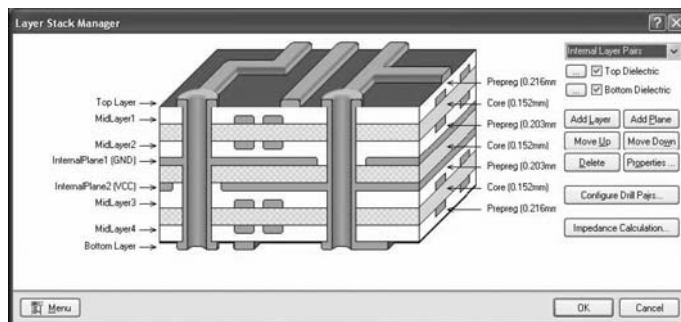 Layer Stack Manager
Internal Layer Pairs
... Top Dielectric
... Bottom Dielectric
Add Layer Add Plane
Move Up Move Down
Delete Properties ...
Configure Drill Pairs...
Impedance Calculation...
Top Layer
MidLayer1
MidLayer2
InternalPlane1 (GND)
InternalPlane2 (VCC)
MidLayer3
MidLayer4
Bottom Layer
Prepreg (0.216mm
Core (0.152mm)
Prepreg (0.203mm
Core (0.152mm)
Prepreg (0.203mm
Core (0.152mm)
Prepreg (0.216mm
Menu
OK Cancel